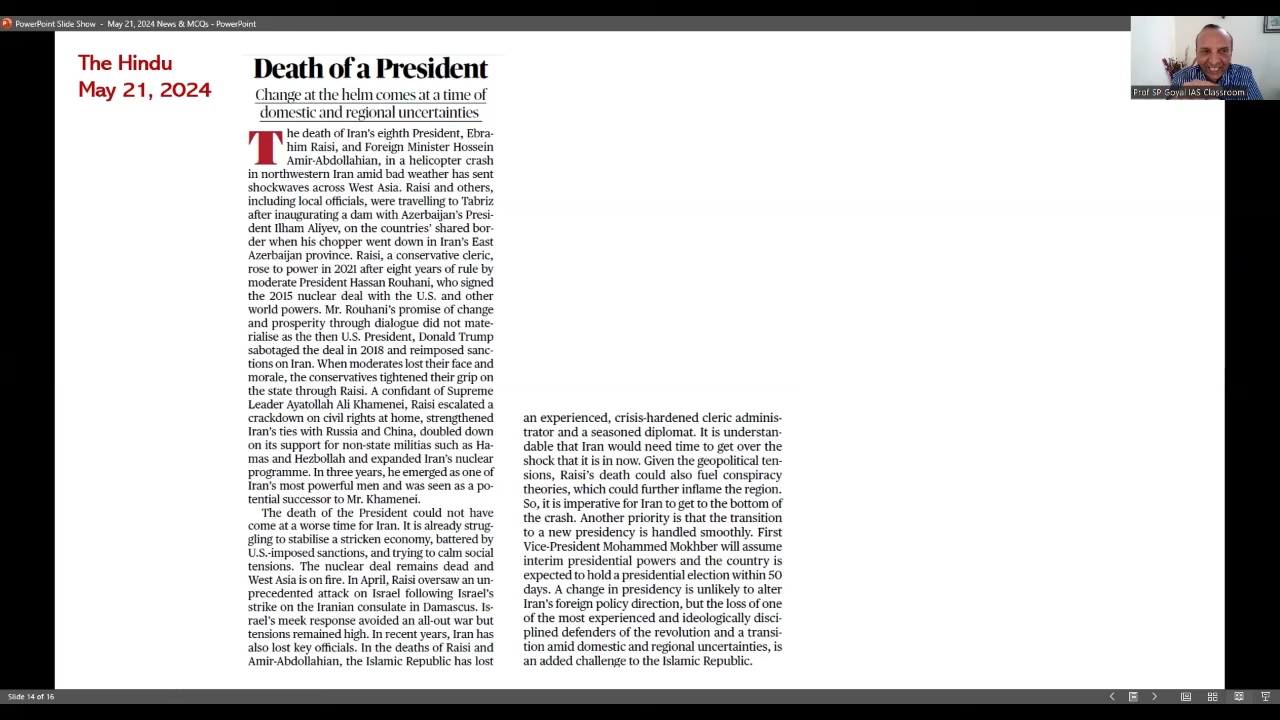 PowerPoint Slide Show - May 21, 2024 News & MCQs - PowerPoint
The Hindu
May 21, 2024
Death of a President
Change at the helm comes at a time of
domestic and regional uncertainties
The death of Iran's eighth President, Ebra-
him Raisi, and Foreign Minister Hossein
Amir-Abdollahian, in a helicopter crash
in northwestern Iran amid bad weather has sent
shockwaves across West Asia. Raisi and others,
including local officials, were travelling to Tabriz
after inaugurating a dam with Azerbaijan's Presi-
dent Ilham Aliyev, on the countries' shared bor-
der when his chopper went down in Iran's East
Azerbaijan province. Raisi, a conservative cleric,
rose to power in 2021 after eight years of rule by
moderate President Hassan Rouhani, who signed
the 2015 nuclear deal with the U.S. and other
world powers. Mr. Rouhani's promise of change
and prosperity through dialogue did not mate-
rialise as the then U.S. President, Donald Trump
sabotaged the deal in 2018 and reimposed sanc-
tions on Iran. When moderates lost their face and
morale, the conservatives tightened their grip on
the state through Raisi. A confidant of Supreme
Leader Ayatollah Ali Khamenei, Raisi escalated a
crackdown on civil rights at home, strengthened
Iran's ties with Russia and China, doubled down
on its support for non-state militias such as Ha-
mas and Hezbollah and expanded Iran's nuclear
programme. In three years, he emerged as one of
Iran's most powerful men and was seen as a po-
tential successor to Mr. Khamenei.
The death of the President could not have
come at a worse time for Iran. It is already strug-
gling to stabilise a stricken economy, battered by
U.S.-imposed sanctions, and trying to calm social
tensions. The nuclear deal remains dead and
West Asia is on fire. In April, Raisi oversaw an un-
precedented attack on Israel following Israel's
strike on the Iranian consulate in Damascus. Is-
rael's meek response avoided an all-out war but
tensions remained high. In recent years, Iran has
also lost key officials. In the deaths of Raisi and
Amir-Abdollahian, the Islamic Republic has lost
an experienced, crisis-hardened cleric adminis-
trator and a seasoned diplomat. It is understan-
dable that Iran would need time to get over the
shock that it is in now. Given the geopolitical ten-
sions, Raisi's death could also fuel conspiracy
theories, which could further inflame the region.
So, it is imperative for Iran to get to the bottom of
the crash. Another priority is that the transition
to a new presidency is handled smoothly. First
Vice-President Mohammed Mokhber will assume
interim presidential powers and the country is
expected to hold a presidential election within 50
days. A change in presidency is unlikely to alter
Iran's foreign policy direction, but the loss of one
of the most experienced and ideologically disci-
plined defenders of the revolution and a transi-
tion amid domestic and regional uncertainties, is
an added challenge to the Islamic Republic.
Prof SP Goyal IAS Classroom
Slide 14 of 16